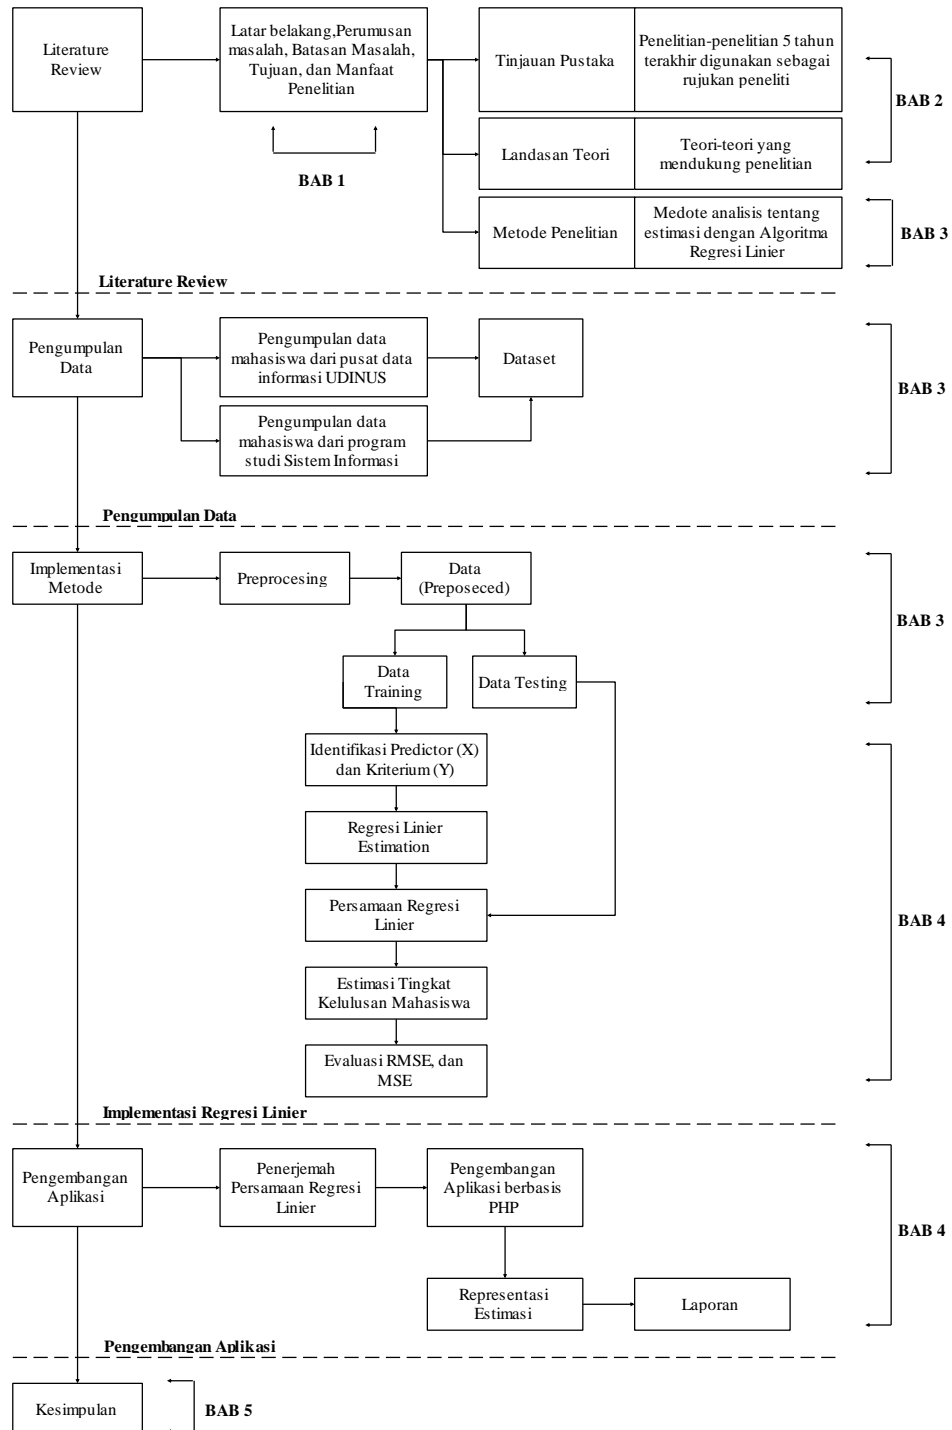 Literature
Review
Latar belakang,Perumusan
masalah, Batasan Masalah,
Tujuan, dan Manfaat
Penelitian
Tinjauan Pustaka
Penelitian-penelitian 5 tahun
terakhir digunakan sebagai
rujukan peneliti
BAB 2
Landasan Teori
Teori-teori yang
mendukung penelitian
BAB 1
Metode Penelitian
Medote analisis tentang
estimasi dengan Algoritma
Regresi Linier
BAB 3
Literature Review
Pengumpulan
Data
Pengumpulan data
mahasiswa dari pusat data
informasi UDINUS
Dataset
BAB 3
Pengumpulan data
mahasiswa dari program
studi Sistem Informasi
Pengumpulan Data
Implementasi
Metode
Preprocesing
Data
(Preposeced)
BAB 3
Data
Training
Data Testing
Identifikasi Predictor (X)
dan Kriterium (Y)
Regresi Linier
Estimation
Persamaan Regresi
Linier
BAB 4
Estimasi Tingkat
Kelulusan Mahasiswa
Evaluasi RMSE, dan
MSE
Implementasi Regresi Linier
Pengembangan
Aplikasi
Penerjemah
Persamaan Regresi
Linier
Pengembangan
Aplikasi berbasis
PHP
BAB 4
Representasi
Estimasi
Laporan
Pengembangan Aplikasi
Kesimpulan
BAB 5